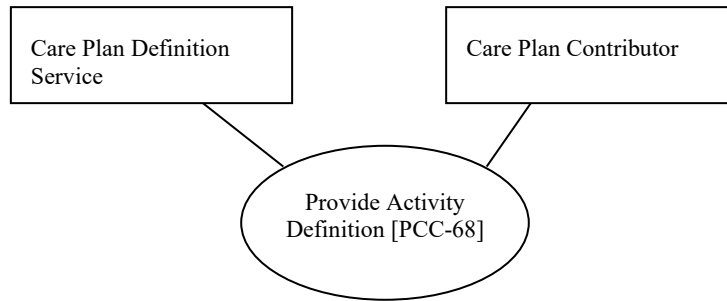 Care Plan Definition
Service
Care Plan Contributor
Provide Activity
Definition [PCC-68]